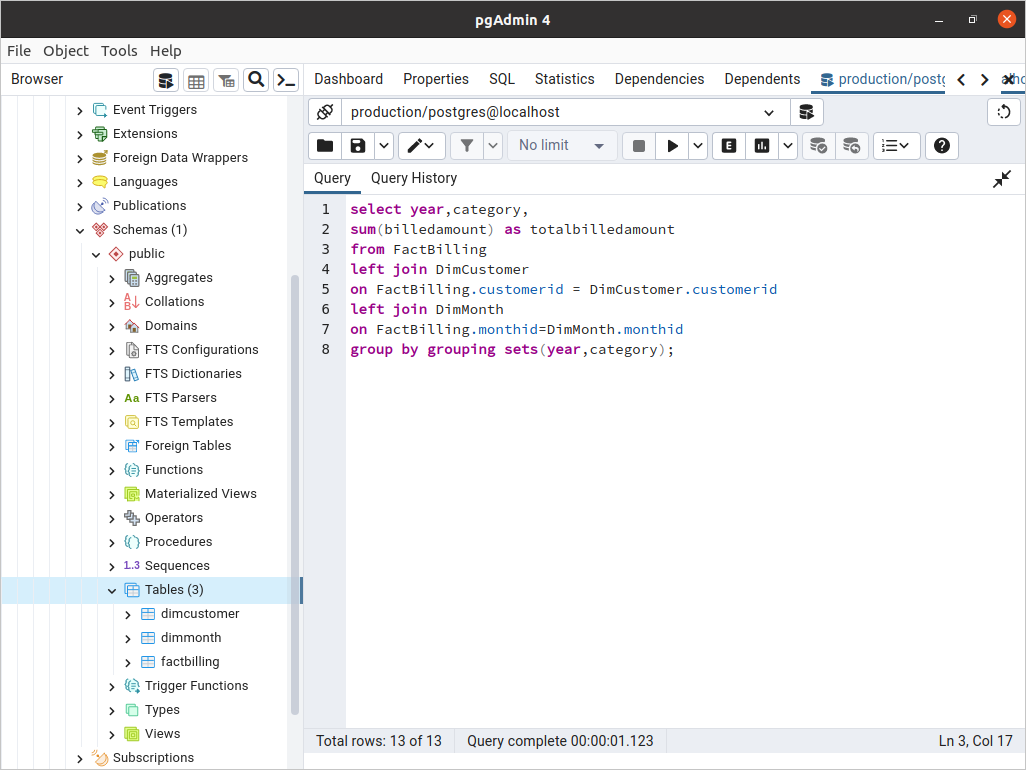 pgAdmin 4
File Object Tools Help
Browser
Dashboard Properties SQL Statistics Dependencies Dependents production/postg
production/postgres@localhost
No limit
E
Query Query History
Event Triggers
Extensions
Foreign Data Wrappers
Languages
Publications
Schemas (1)
public
Aggregates
Collations
Domains
FTS Configurations
FTS Dictionaries
Aa FTS Parsers
FTS Templates
Foreign Tables
Functions
Materialized Views
Operators
Procedures
1..3 Sequences
Tables (3)
dimcustomer
dimmonth
factbilling
Trigger Functions
Types
Views
Subscriptions
1 select year,category,
2 sum(billedamount) as totalbilledamount
3 from FactBilling
4 left join DimCustomer
5 on FactBilling.customerid = DimCustomer.customerid
6 left join DimMonth
7 on FactBilling.monthid=DimMonth.monthid
8 group by grouping sets(year,category);
Total rows: 13 of 13 Query complete 00:00:01.123 Ln 3, Col 17